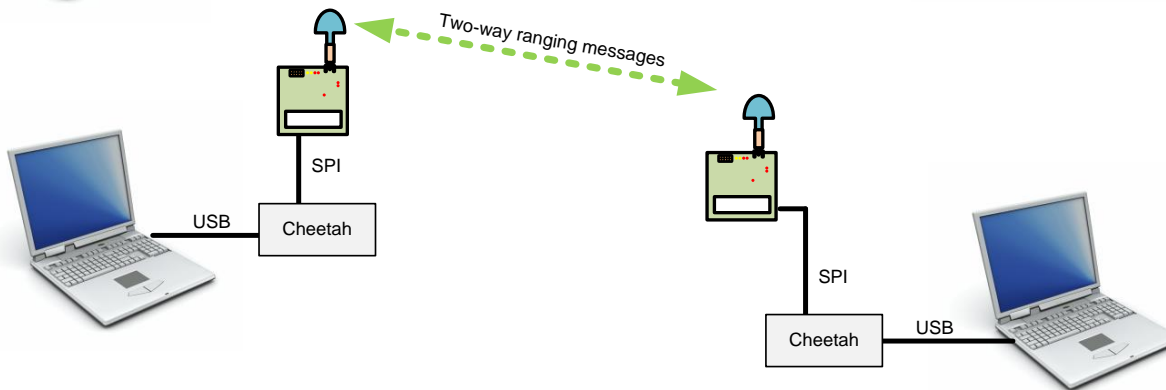 Two-way ranging messages
SPI
USB
Cheetah
SPI
Cheetah
USB